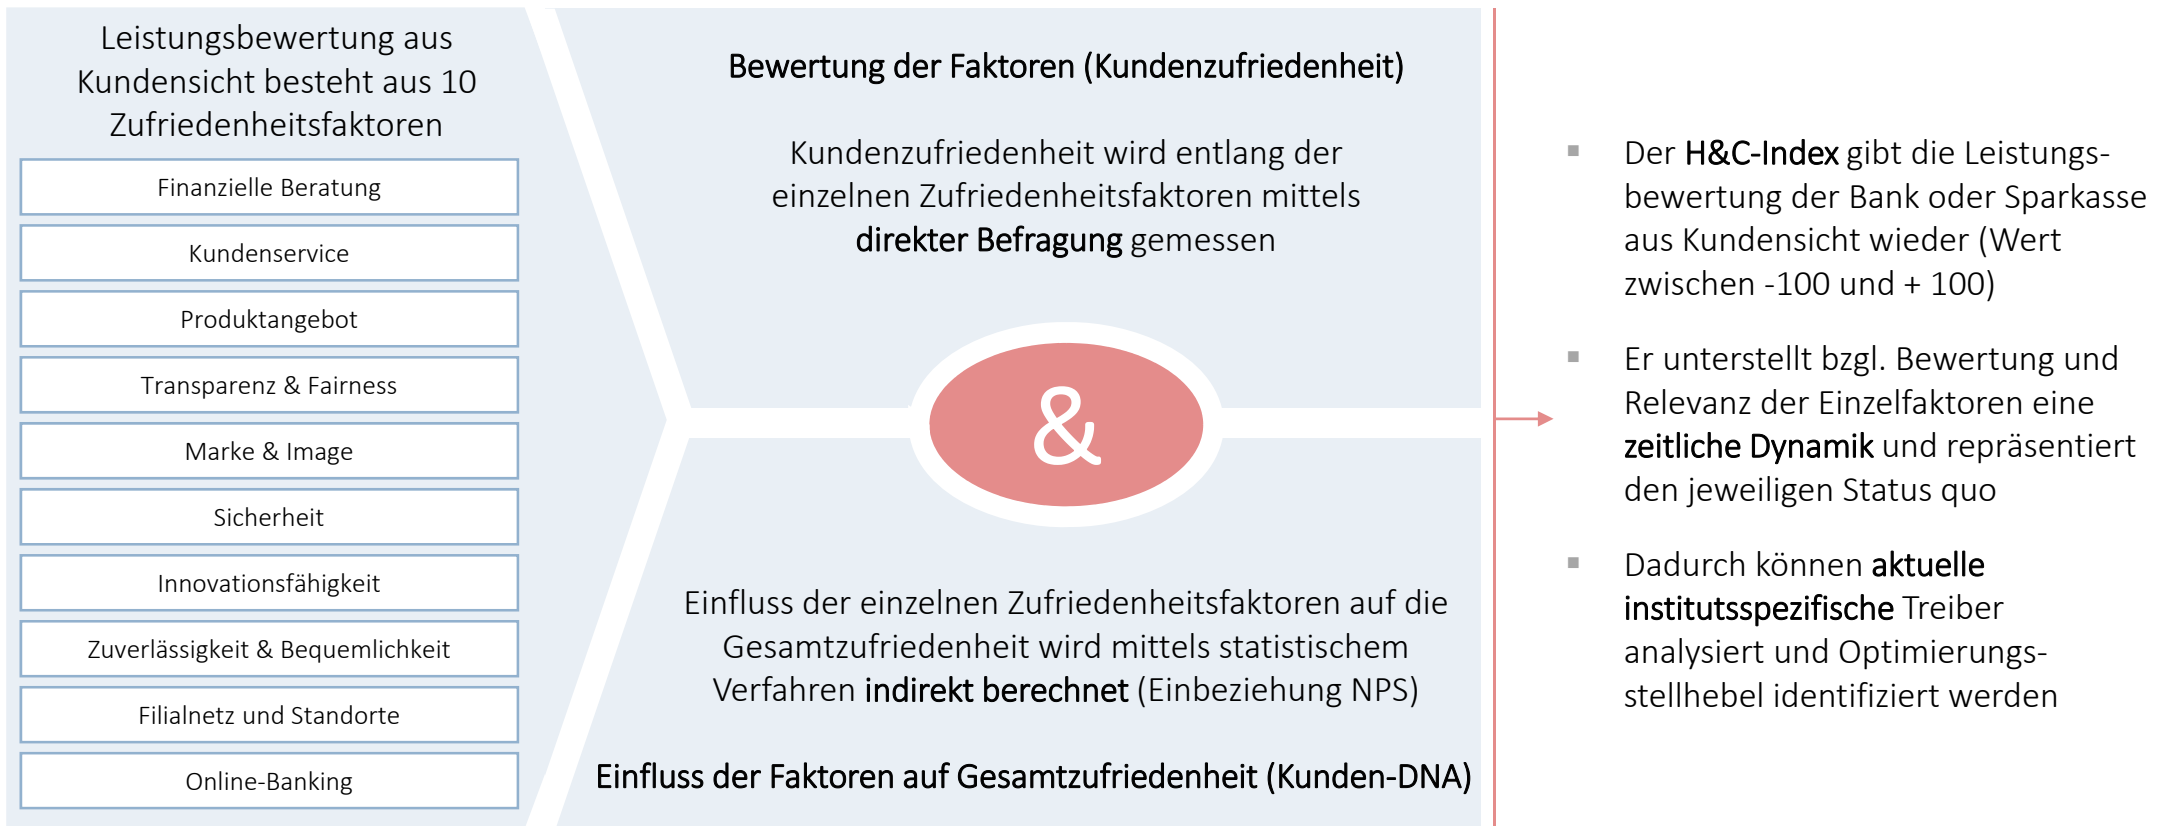 Leistungsbewertung aus
Kundensicht besteht aus 10
Zufriedenheitsfaktoren
Finanzielle Beratung
Kundenservice
Produktangebot
Transparenz & Fairness
Marke & Image
Sicherheit
Innovationsfähigkeit
Zuverlässigkeit & Bequemlichkeit
Filialnetz und Standorte
Online-Banking
Bewertung der Faktoren (Kundenzufriedenheit)
Kundenzufriedenheit wird entlang der
einzelnen Zufriedenheitsfaktoren mittels
direkter Befragung gemessen
&
Einfluss der einzelnen Zufriedenheitsfaktoren auf die
Gesamtzufriedenheit wird mittels statistischem
Verfahren indirekt berechnet (Einbeziehung NPS)
Einfluss der Faktoren auf Gesamtzufriedenheit (Kunden-DNA)
Der H&C-Index gibt die Leistungs-
bewertung der Bank oder Sparkasse
aus Kundensicht wieder (Wert
zwischen -100 und + 100)
Er unterstellt bzgl. Bewertung und
Relevanz der Einzelfaktoren eine
zeitliche Dynamik und repräsentiert
den jeweiligen Status quo
Dadurch können aktuelle
institutsspezifische Treiber
analysiert und Optimierungs-
stellhebel identifiziert werden